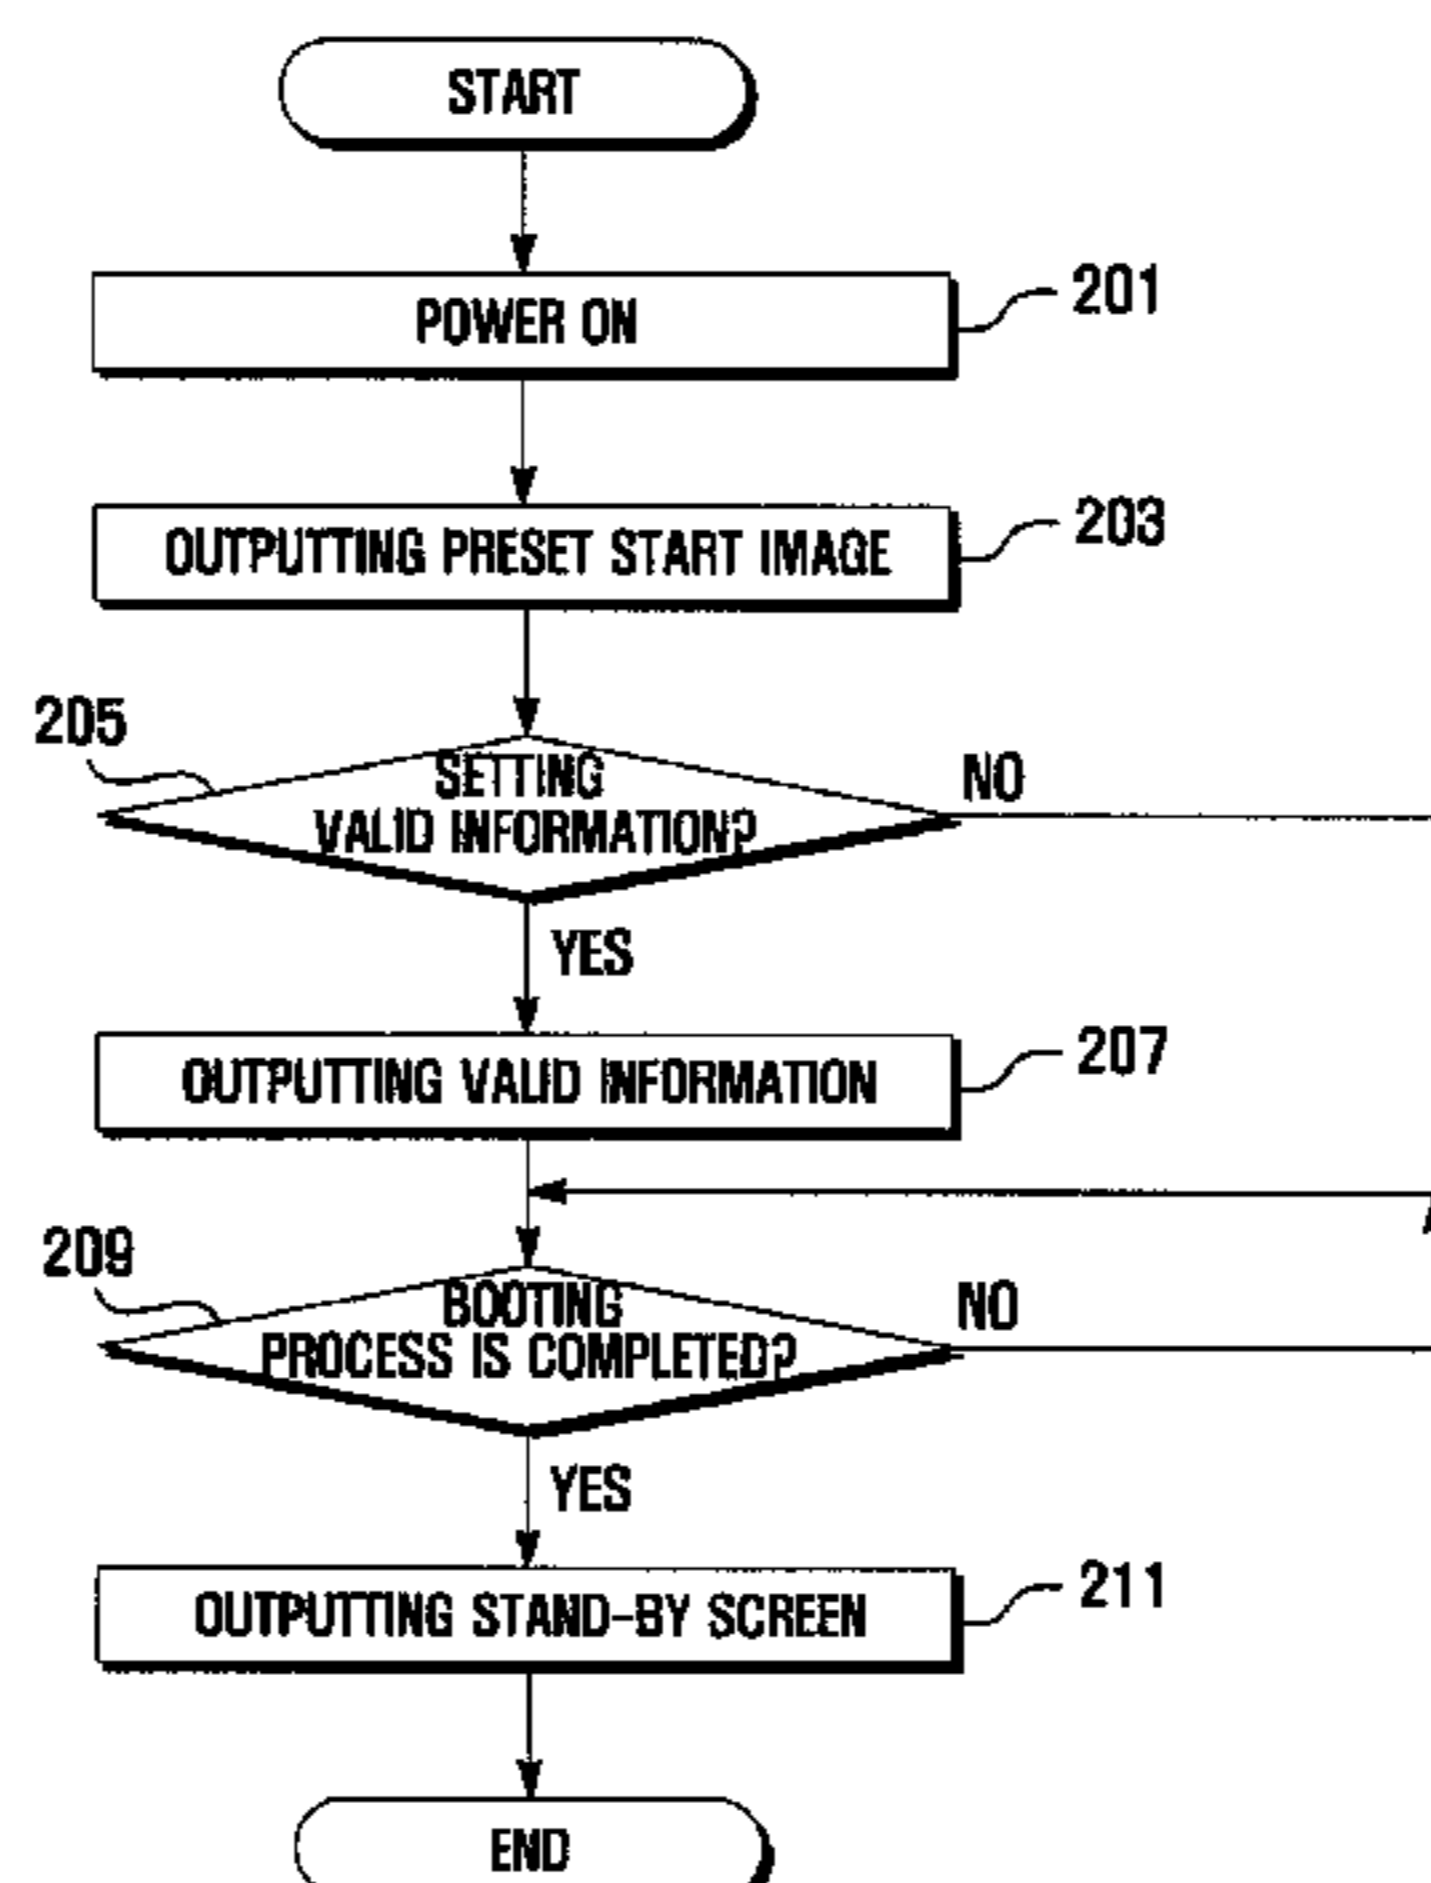 START
POWER ON
201
OUTPUTTING PRESET START IMAGE
203
205
SETTING
VALID INFORMATION?
NO
YES
OUTPUTTING VALID INFORMATION
207
209
BOOTING
PROCESS IS COMPLETED?
NO
YES
OUTPUTTING STAND-BY SCREEN
211
END